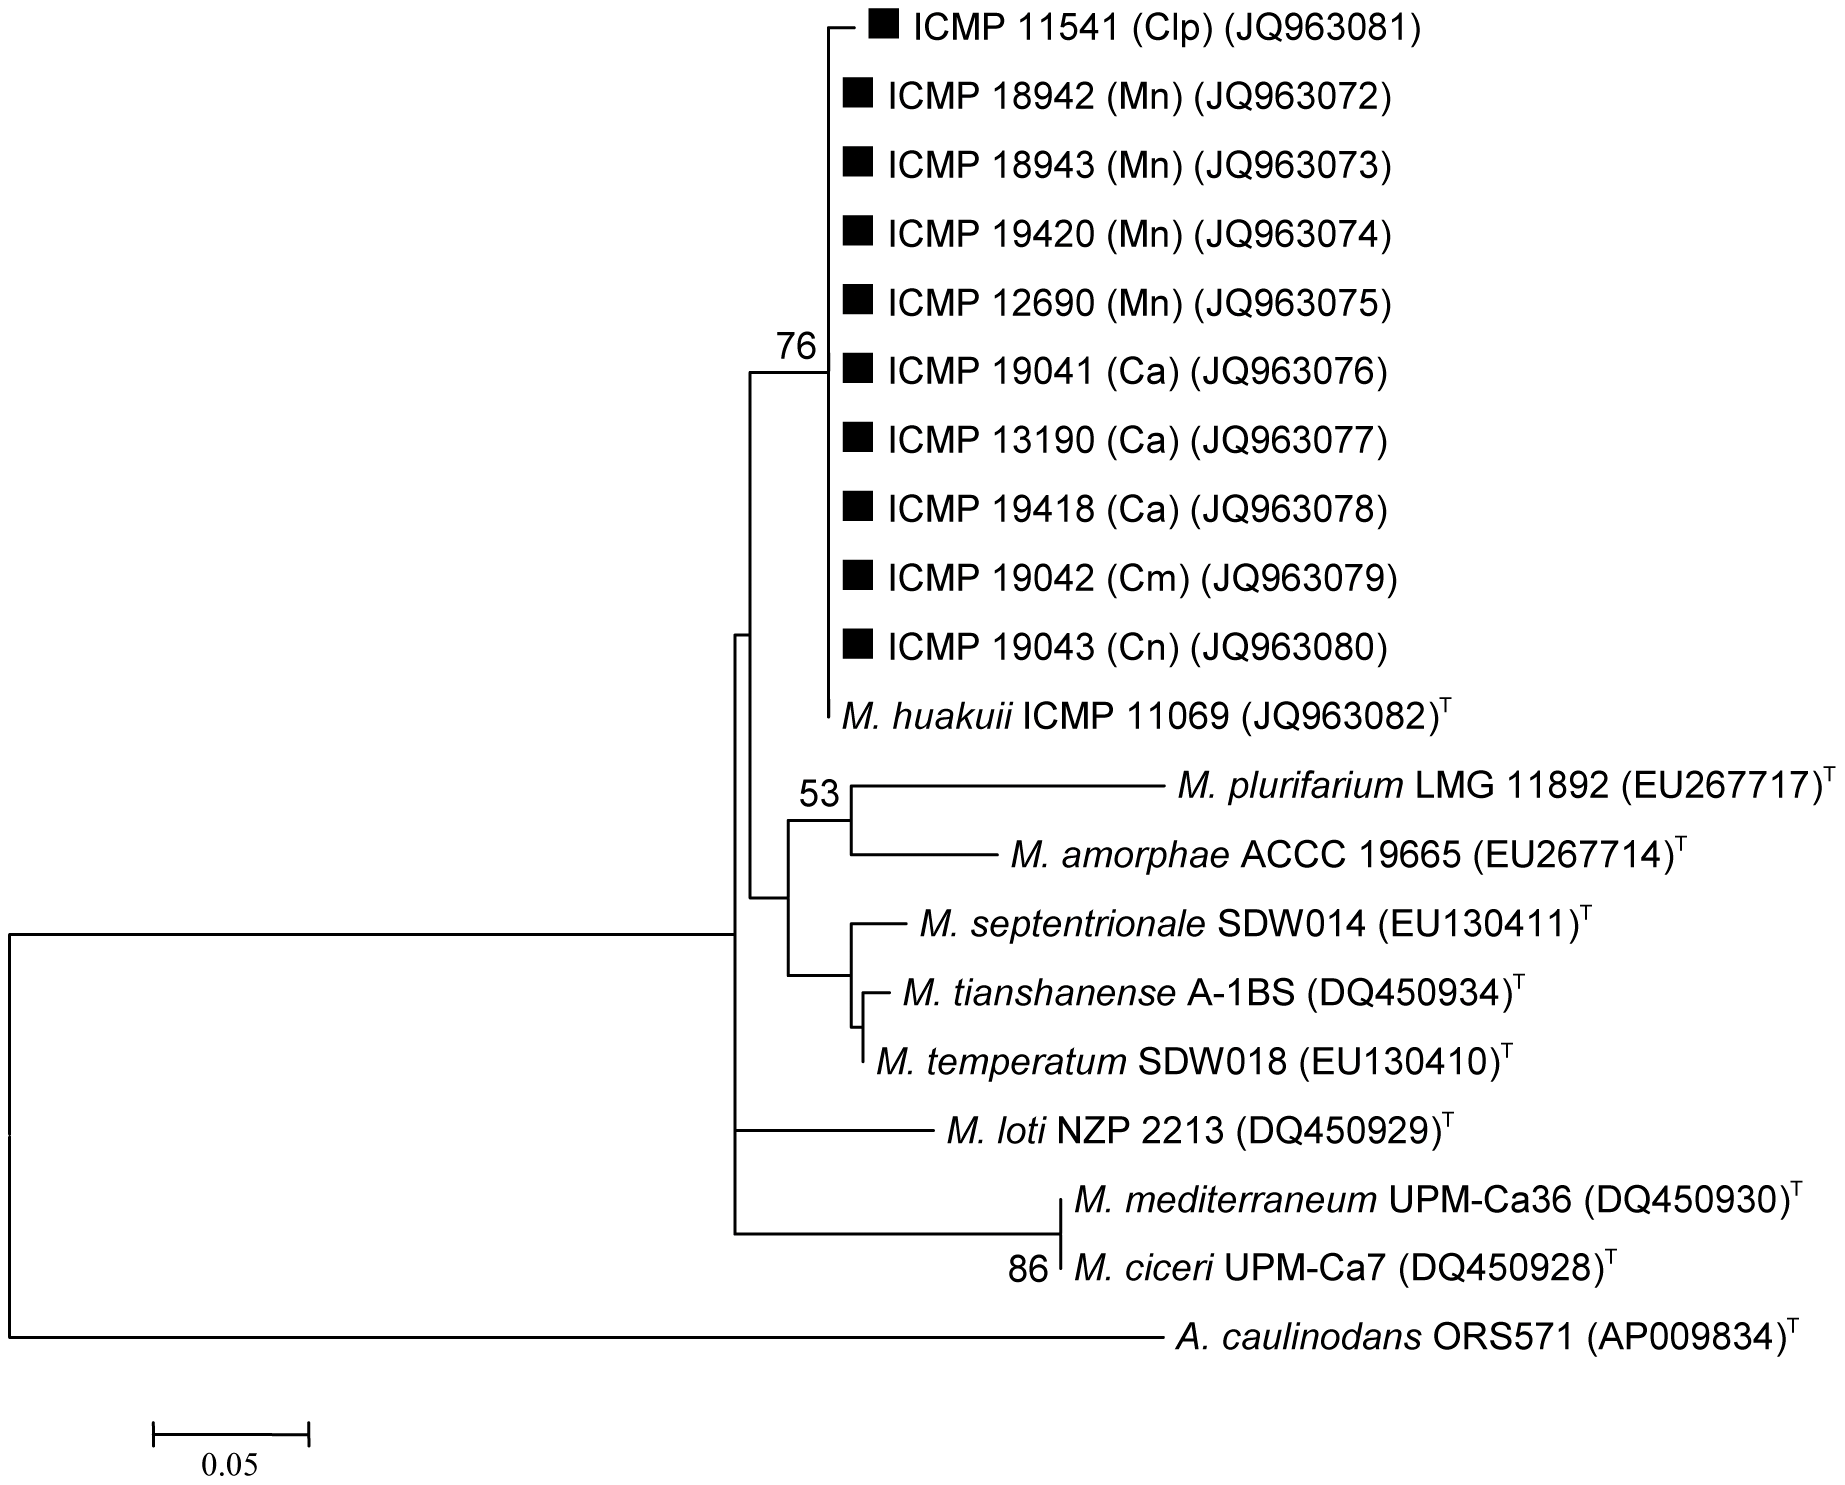 ICMP 11541 (Clp) (JQ963081)
ICMP 18942 (Mn) (JQ963072)
ICMP 18943 (Mn) (JQ963073)
ICMP 19420 (Mn) (JQ963074)
ICMP 12690 (Mn) (JQ963075)
76
ICMP 19041 (Ca) (JQ963076)
ICMP 13190 (Ca) (JQ963077)
ICMP 19418 (Ca) (JQ963078)
ICMP 19042 (Cm) (JQ963079)
ICMP 19043 (Cn) (JQ963080)
M. huakuii ICMP 11069 (JQ963082)T
53
M. plurifarium LMG 11892 (EU267717)T
M. amorphae ACCC 19665 (EU267714)T
M. septentrionale SDW014 (EU130411)T
M. tianshanense A-1BS (DQ450934)T
M. temperatum SDW018 (EU130410)T
M. loti NZP 2213 (DQ450929)T
M. mediterraneum UPM-Ca36 (DQ450930)T
86
M. ciceri UPM-Ca7 (DQ450928)T
A. caulinodans ORS571 (AP009834)T
0.05